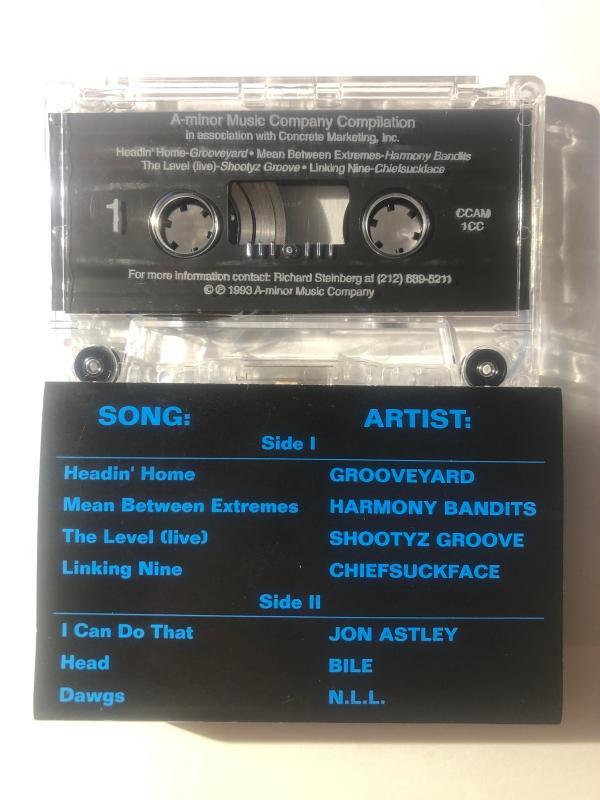 A-minor Music Company Compilation
in association with Concrete Marketing, Inc.
Headin' Home-Grooveyard • Mean Between Extremes-Harmony Bandits
The Level (live)-Shootyz Groove • Linking Nine-Chiefsuckface
1
CCAM
1CC
For more information contact: Richard Steinberg at (212) 689-5211
© ℗ 1993 A-minor Music Company
SONG: ARTIST:
Side I
Headin' Home GROOVEYARD
Mean Between Extremes HARMONY BANDITS
The Level (live) SHOOTYZ GROOVE
Linking Nine CHIEFSUCKFACE
Side II
I Can Do That JON ASTLEY
Head BILE
Dawgs N.L.L.